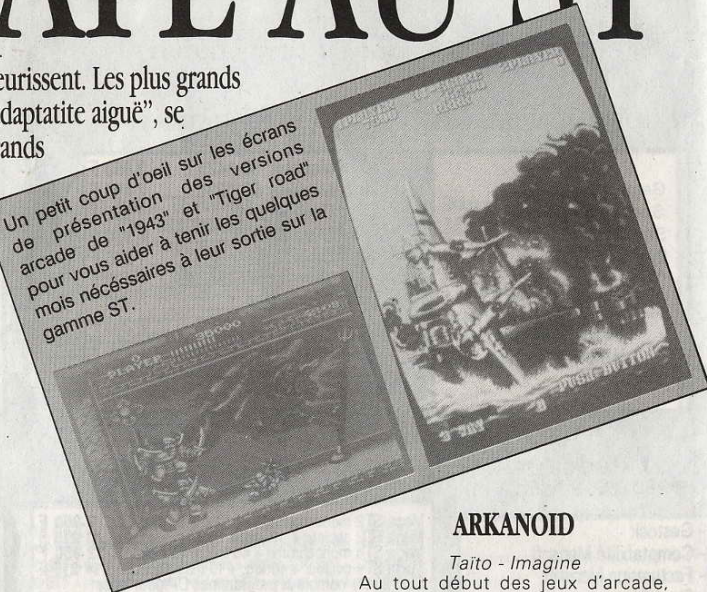 eurissent. Les plus grands
daptatite aiguë", se
ands
Un petit coup d'oeil sur les écrans
de présentation des versions
arcade de "1943" et "Tiger road"
pour vous aider à tenir les quelques
mois nécéssaires à leur sortie sur la
gamme ST.
PLAYER
PUSH BUTTON
ARKANOID
Taïto - Imagine
Au tout début des jeux d'arcade,